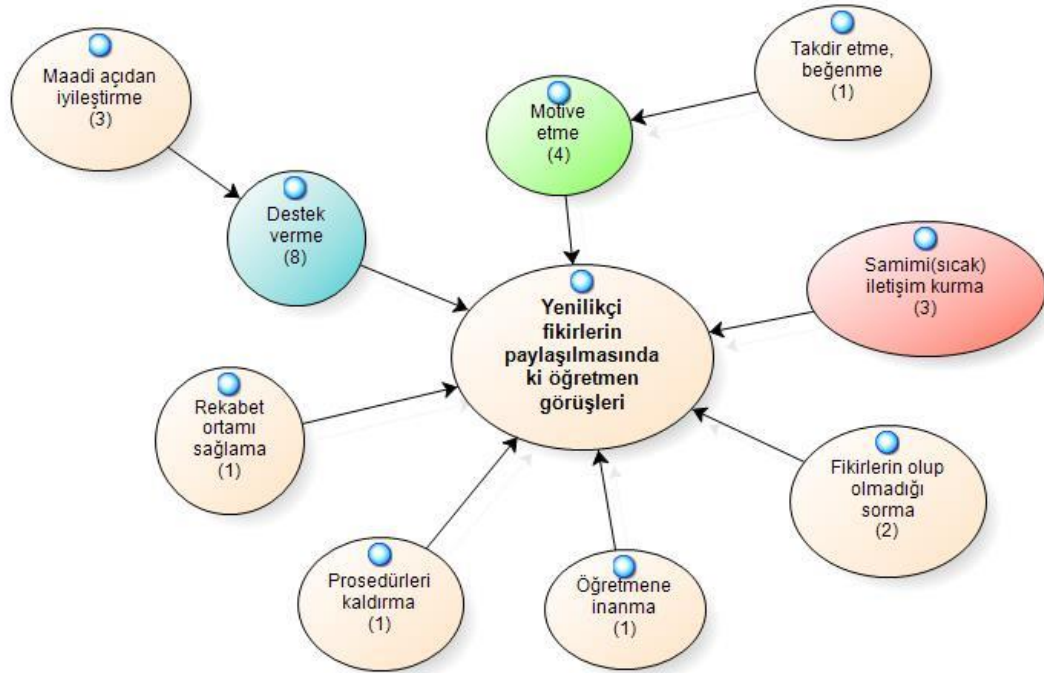 Maadi açıdan
iyileştirme
(3)
Takdir etme,
beğenme
(1)
Motive
etme
(4)
Destek
verme
(8)
Samimi(sıcak)
iletişim kurma
(3)
Yenilikçi
fikirlerin
paylaşılmasında
ki öğretmen
görüşleri
Rekabet
ortamı
sağlama
(1)
Fikirlerin olup
olmadığı
sorma
(2)
Prosedürleri
kaldırma
(1)
Öğretmene
inanma
(1)